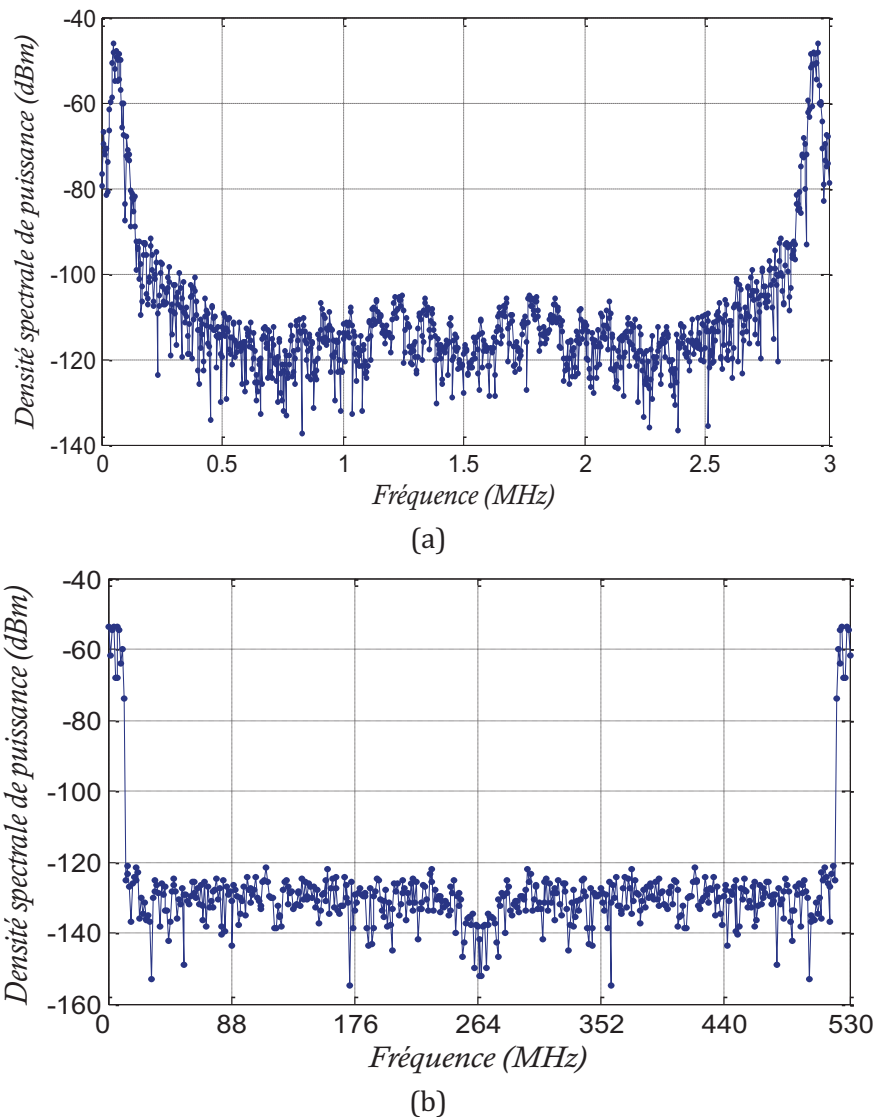 -40
-60
-80
-100
-120
-140
Densité spectrale de puissance (dBm)
0 0.5 1 1.5 2 2.5 3
Fréquence (MHz)
(a)
-40
-60
-80
-100
-120
-140
-160
Densité spectrale de puissance (dBm)
0 88 176 264 352 440 530
Fréquence (MHz)
(b)